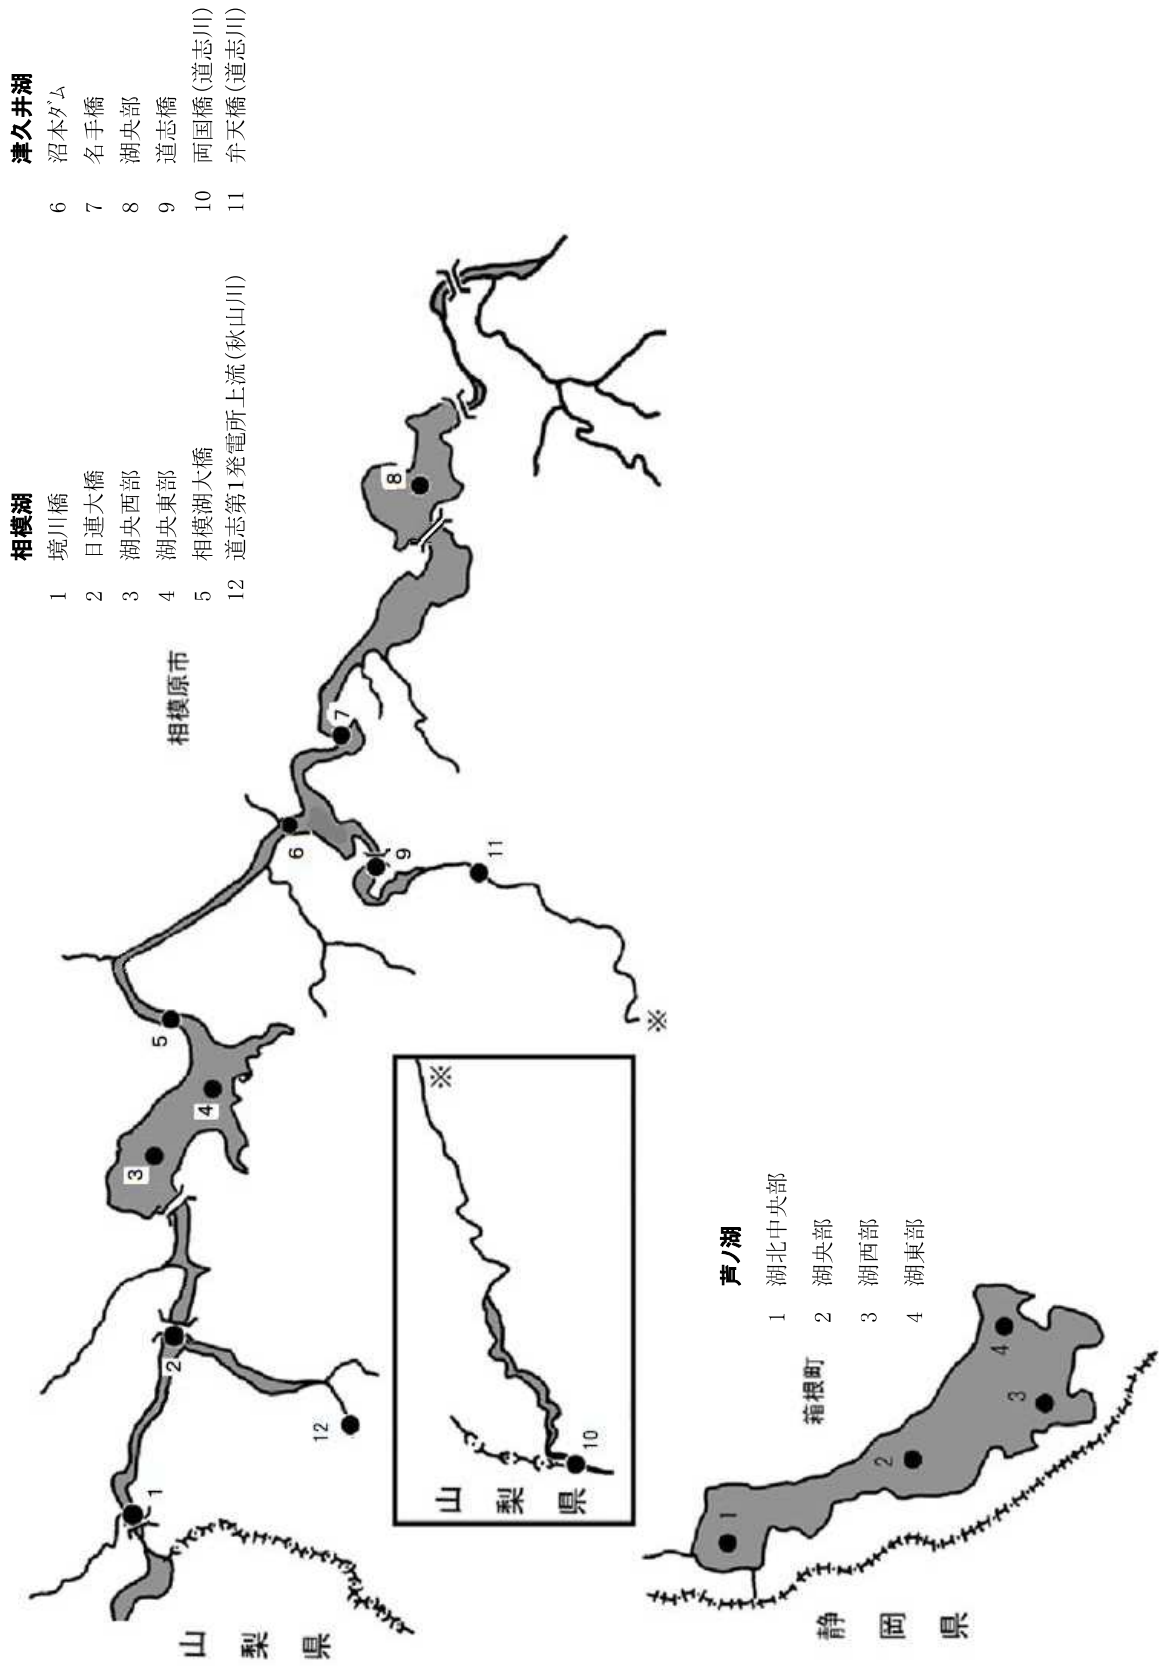 相模湖
1 境川橋
2 日連大橋
3 湖央西部
4 湖央東部
5 相模湖大橋
12 道志第1発電所上流(秋山川)
津久井湖
6 沼本ダム
7 名手橋
8 湖央部
9 道志橋
10 両国橋(道志川)
11 弁天橋(道志川)
相模原市
1
2
3
4
5
6
7
8
9
11
12
※
山梨県
※
10
山梨県
芦ノ湖
1 湖北中央部
2 湖央部
3 湖西部
4 湖東部
箱根町
1
2
3
4
静岡県